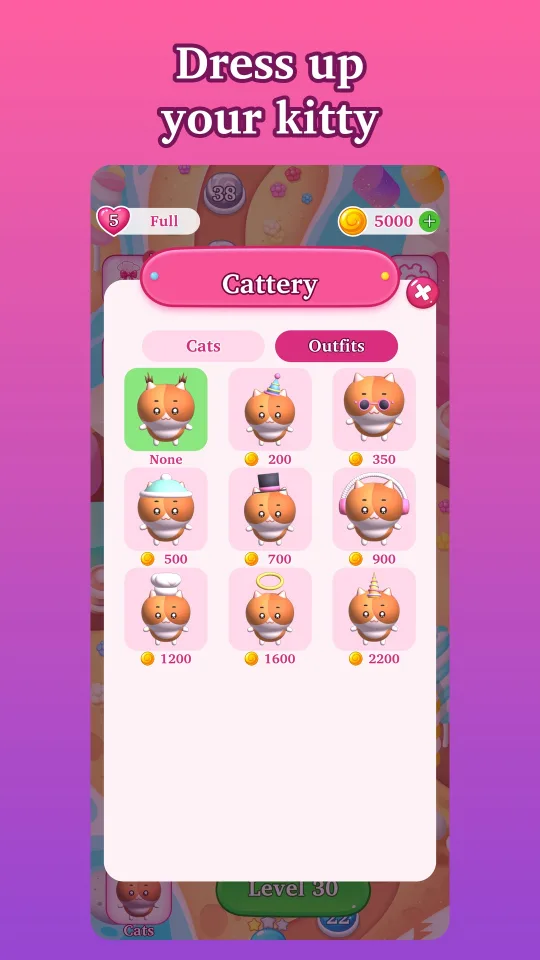 Dress up
your kitty
38
5 Full 5000
Cattery
Cats Outfits
None 200 350
500 700 900
1200 1600 2200
Level 30
22
Cats